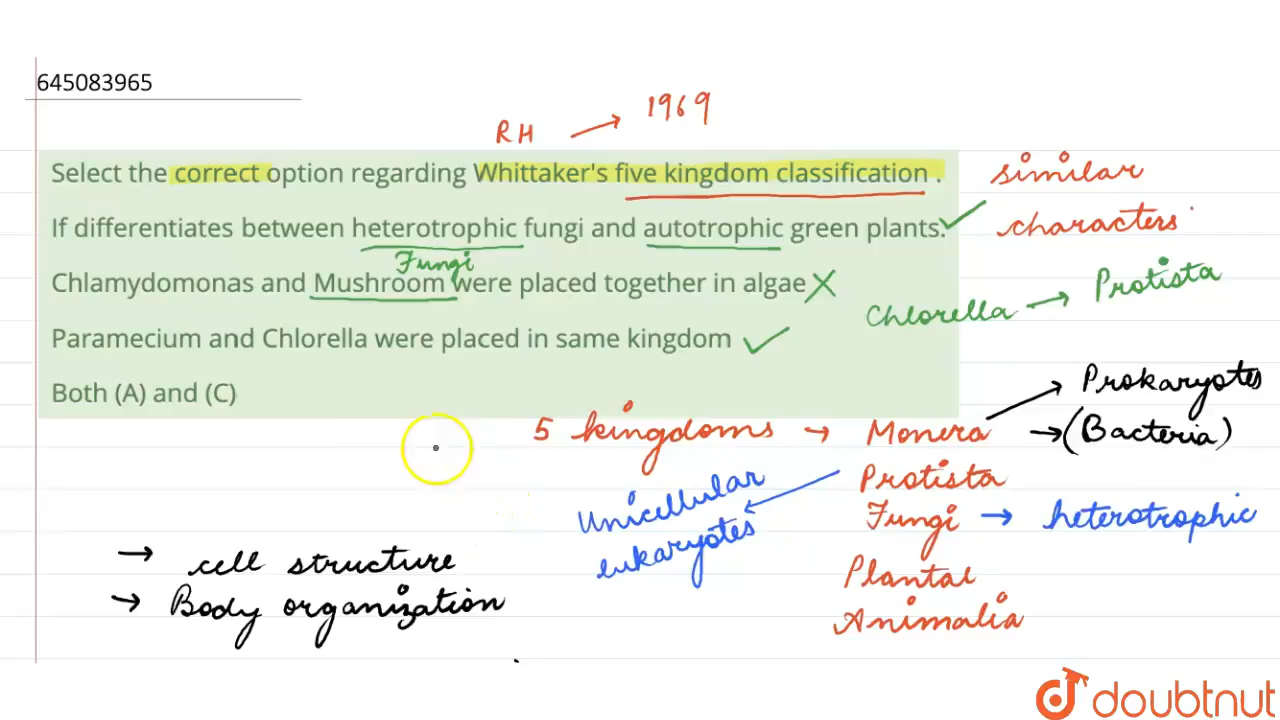 645083965
RH → 1969
Select the correct option regarding Whittaker's five kingdom classification .
similar
characters
If differentiates between heterotrophic fungi and autotrophic green plants.
Fungi
Chlamydomonas and Mushroom were placed together in algae
Chlorella → Protista
Paramecium and Chlorella were placed in same kingdom
Both (A) and (C)
Prokaryotes
5 kingdoms → Monera → (Bacteria)
Protista
Unicellular
eukaryotes
Fungi → heterotrophic
Plantae
Animalia
→ cell structure
→ Body organization
doubtnut